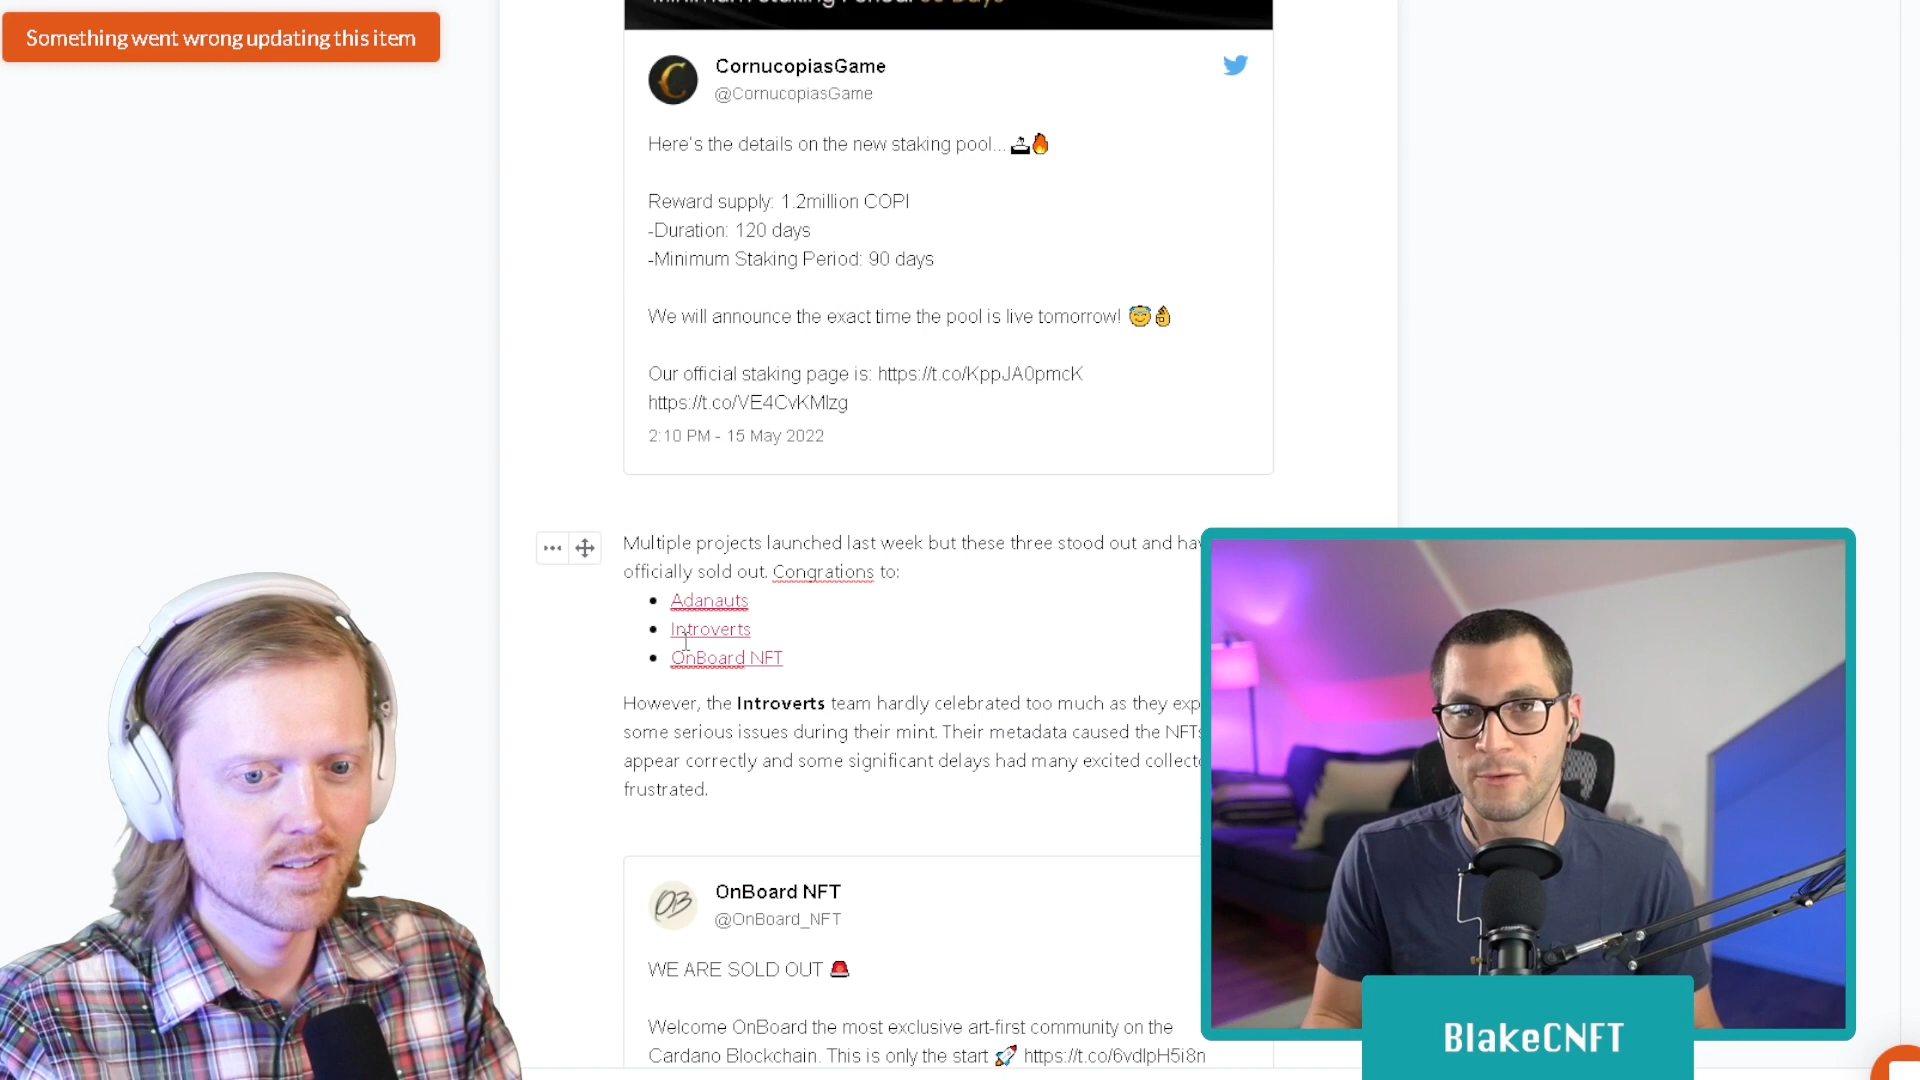 Something went wrong updating this item
CornucopiasGame
@CornucopiasGame
Here's the details on the new staking pool...
Reward supply: 1.2million COPI
-Duration: 120 days
-Minimum Staking Period: 90 days
We will announce the exact time the pool is live tomorrow!
Our official staking page is: https://t.co/KppJA0pmcK
https://t.co/VE4CvKMlzg
2:10 PM - 15 May 2022
Multiple projects launched last week but these three stood out and
officially sold out. Congrations to:
Adanauts
Introverts
OnBoard NFT
However, the Introverts team hardly celebrated too much as they
some serious issues during their mint. Their metadata caused the NFTs
appear correctly and some significant delays had many excited
frustrated.
OnBoard NFT
@OnBoard_NFT
WE ARE SOLD OUT
Welcome OnBoard the most exclusive art-first community on the
Cardano Blockchain. This is only the start https://t.co/6vdlpH5i8n
BlakeCNFT